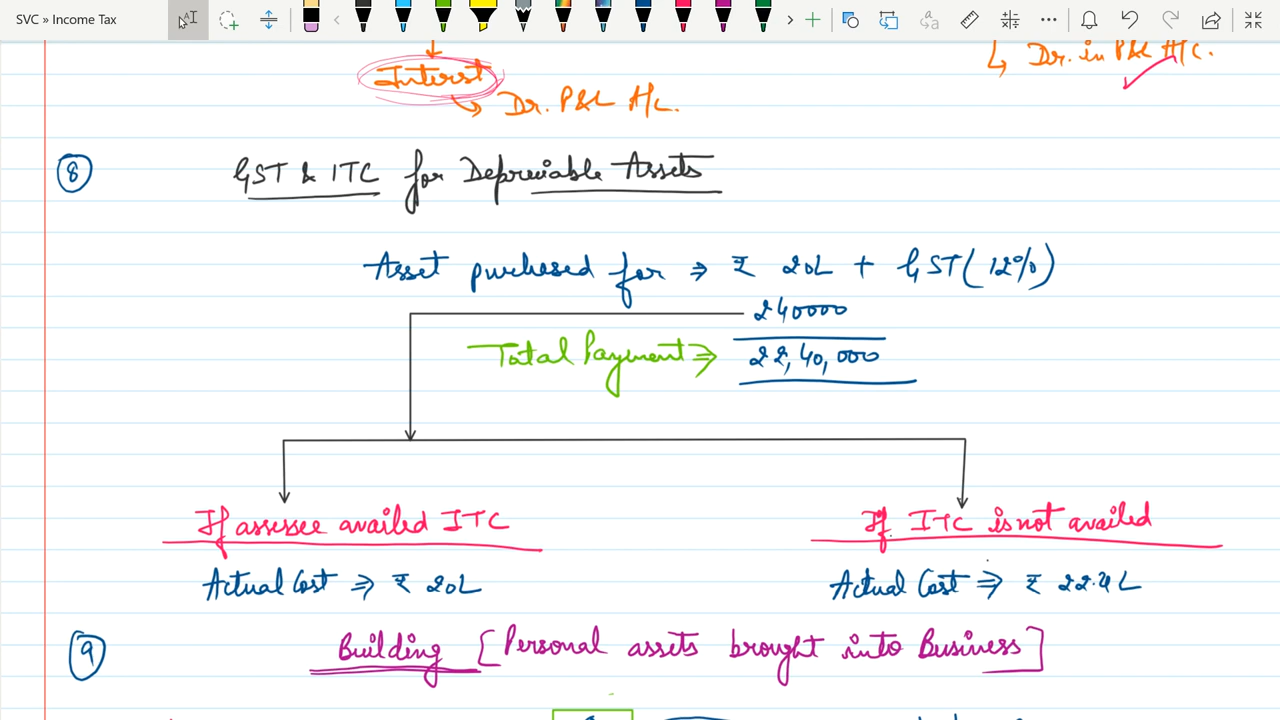 SVC » Income Tax
Interst
Dr. P&L A/c.
Dr. in P&L A/C.
8
GST & ITC for Depreviable Assets
Asset purchased for ⇒ ₹ 20L + GST (12%)
240000
Total Payment ⇒ 22,40,000
If assessee availed ITC
If ITC is not availed
Actual Cost ⇒ ₹ 20L
Actual Cost ⇒ ₹ 22.4L
9
Building [Personal assets brought into Business]